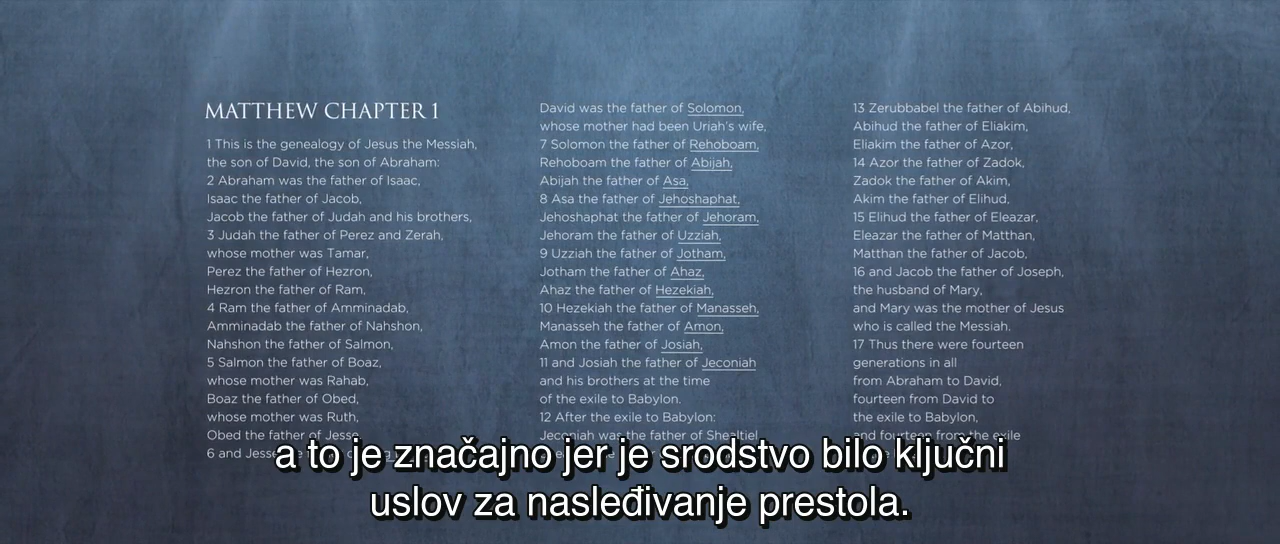 MATTHEW CHAPTER 1
1 This is the genealogy of Jesus the Messiah,
the son of David, the son of Abraham:
2 Abraham was the father of Isaac,
Isaac the father of Jacob,
Jacob the father of Judah and his brothers,
3 Judah the father of Perez and Zerah,
whose mother was Tamar,
Perez the father of Hezron,
Hezron the father of Ram,
4 Ram the father of Amminadab,
Amminadab the father of Nahshon,
Nahshon the father of Salmon,
5 Salmon the father of Boaz,
whose mother was Rahab,
Boaz the father of Obed,
whose mother was Ruth,
Obed the father of Jesse,
6 and Jesse
David was the father of Solomon,
whose mother had been Uriah's wife,
7 Solomon the father of Rehoboam,
Rehoboam the father of Abijah,
Abijah the father of Asa,
8 Asa the father of Jehoshaphat,
Jehoshaphat the father of Jehoram,
Jehoram the father of Uzziah,
9 Uzziah the father of Jotham,
Jotham the father of Ahaz,
Ahaz the father of Hezekiah,
10 Hezekiah the father of Manasseh,
Manasseh the father of Amon,
Amon the father of Josiah,
11 and Josiah the father of Jeconiah
and his brothers at the time
of the exile to Babylon.
12 After the exile to Babylon:
Jeconiah was the father of Shealtiel,
13 Zerubbabel the father of Abihud,
Abihud the father of Eliakim,
Eliakim the father of Azor,
14 Azor the father of Zadok,
Zadok the father of Akim,
Akim the father of Elihud,
15 Elihud the father of Eleazar,
Eleazar the father of Matthan,
Matthan the father of Jacob,
16 and Jacob the father of Joseph,
the husband of Mary,
and Mary was the mother of Jesus
who is called the Messiah.
17 Thus there were fourteen
generations in all
from Abraham to David,
fourteen from David to
the exile to Babylon,
and fourteen from the exile
a to je značajno jer je srodstvo bilo ključni
uslov za nasleđivanje prestola.